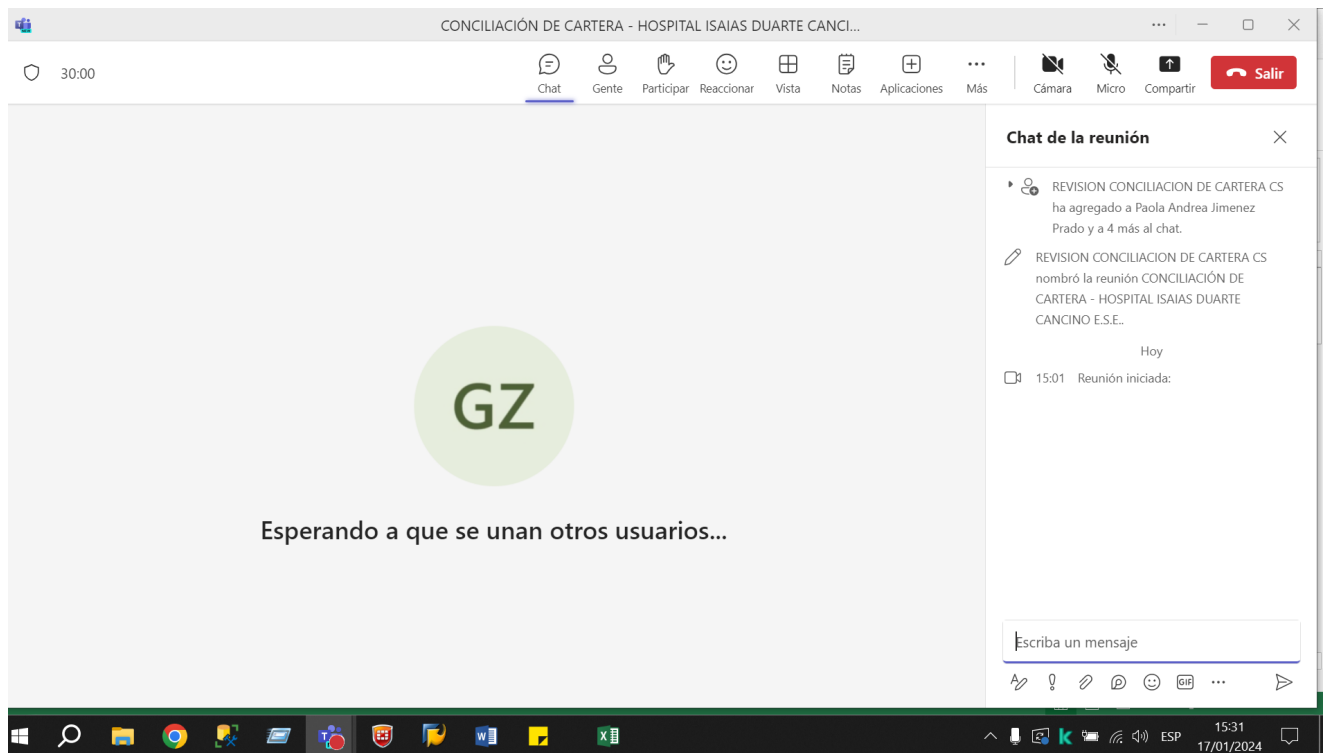 CONCILIACIÓN DE CARTERA - HOSPITAL ISAIAS DUARTE CANCI...
30:00
Chat
Gente
Participar
Reaccionar
Vista
Notas
Aplicaciones
Más
Cámara
Micro
Compartir
Salir
Chat de la reunión
REVISION CONCILIACION DE CARTERA CS
ha agregado a Paola Andrea Jimenez
Prado y a 4 más al chat.
REVISION CONCILIACION DE CARTERA CS
nombró la reunión CONCILIACIÓN DE
CARTERA - HOSPITAL ISAIAS DUARTE
CANCINO E.S.E..
Hoy
15:01 Reunión iniciada:
GZ
Esperando a que se unan otros usuarios...
Escriba un mensaje
GIF
ESP
15:31
17/01/2024